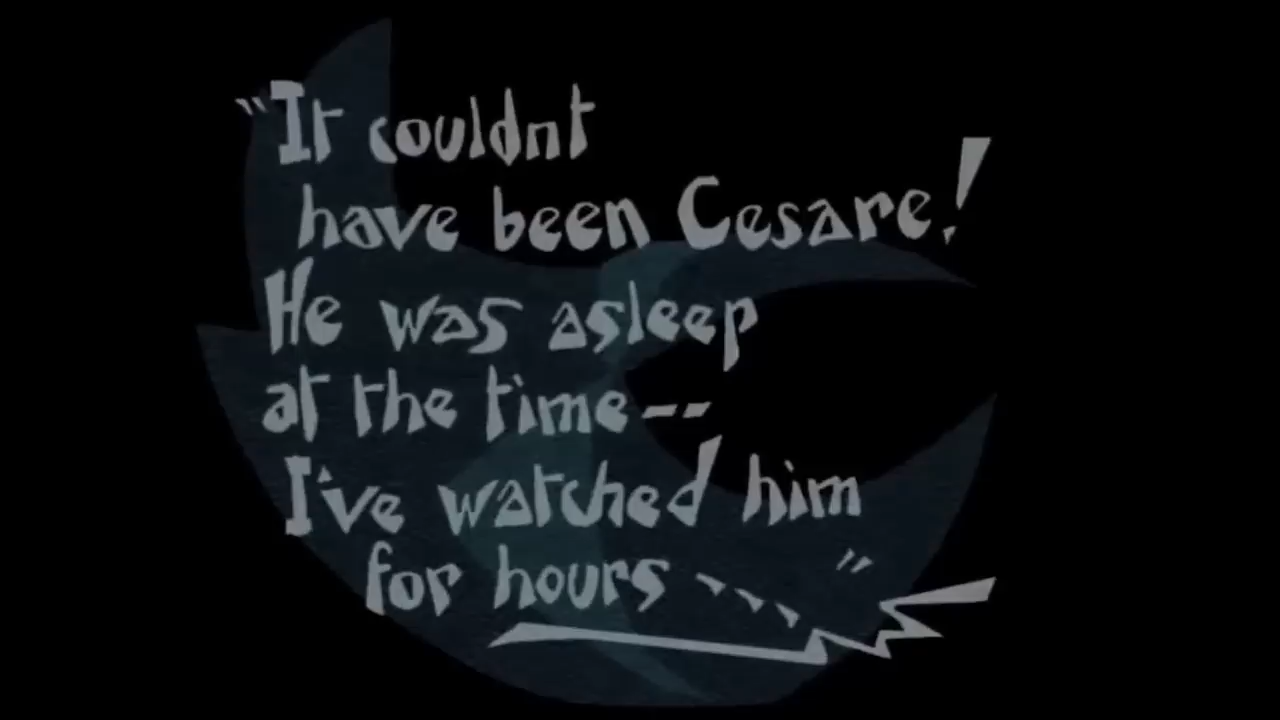 "It couldnt
have been Cesare!
He was asleep
at the time--
I've watched him
for hours ----"